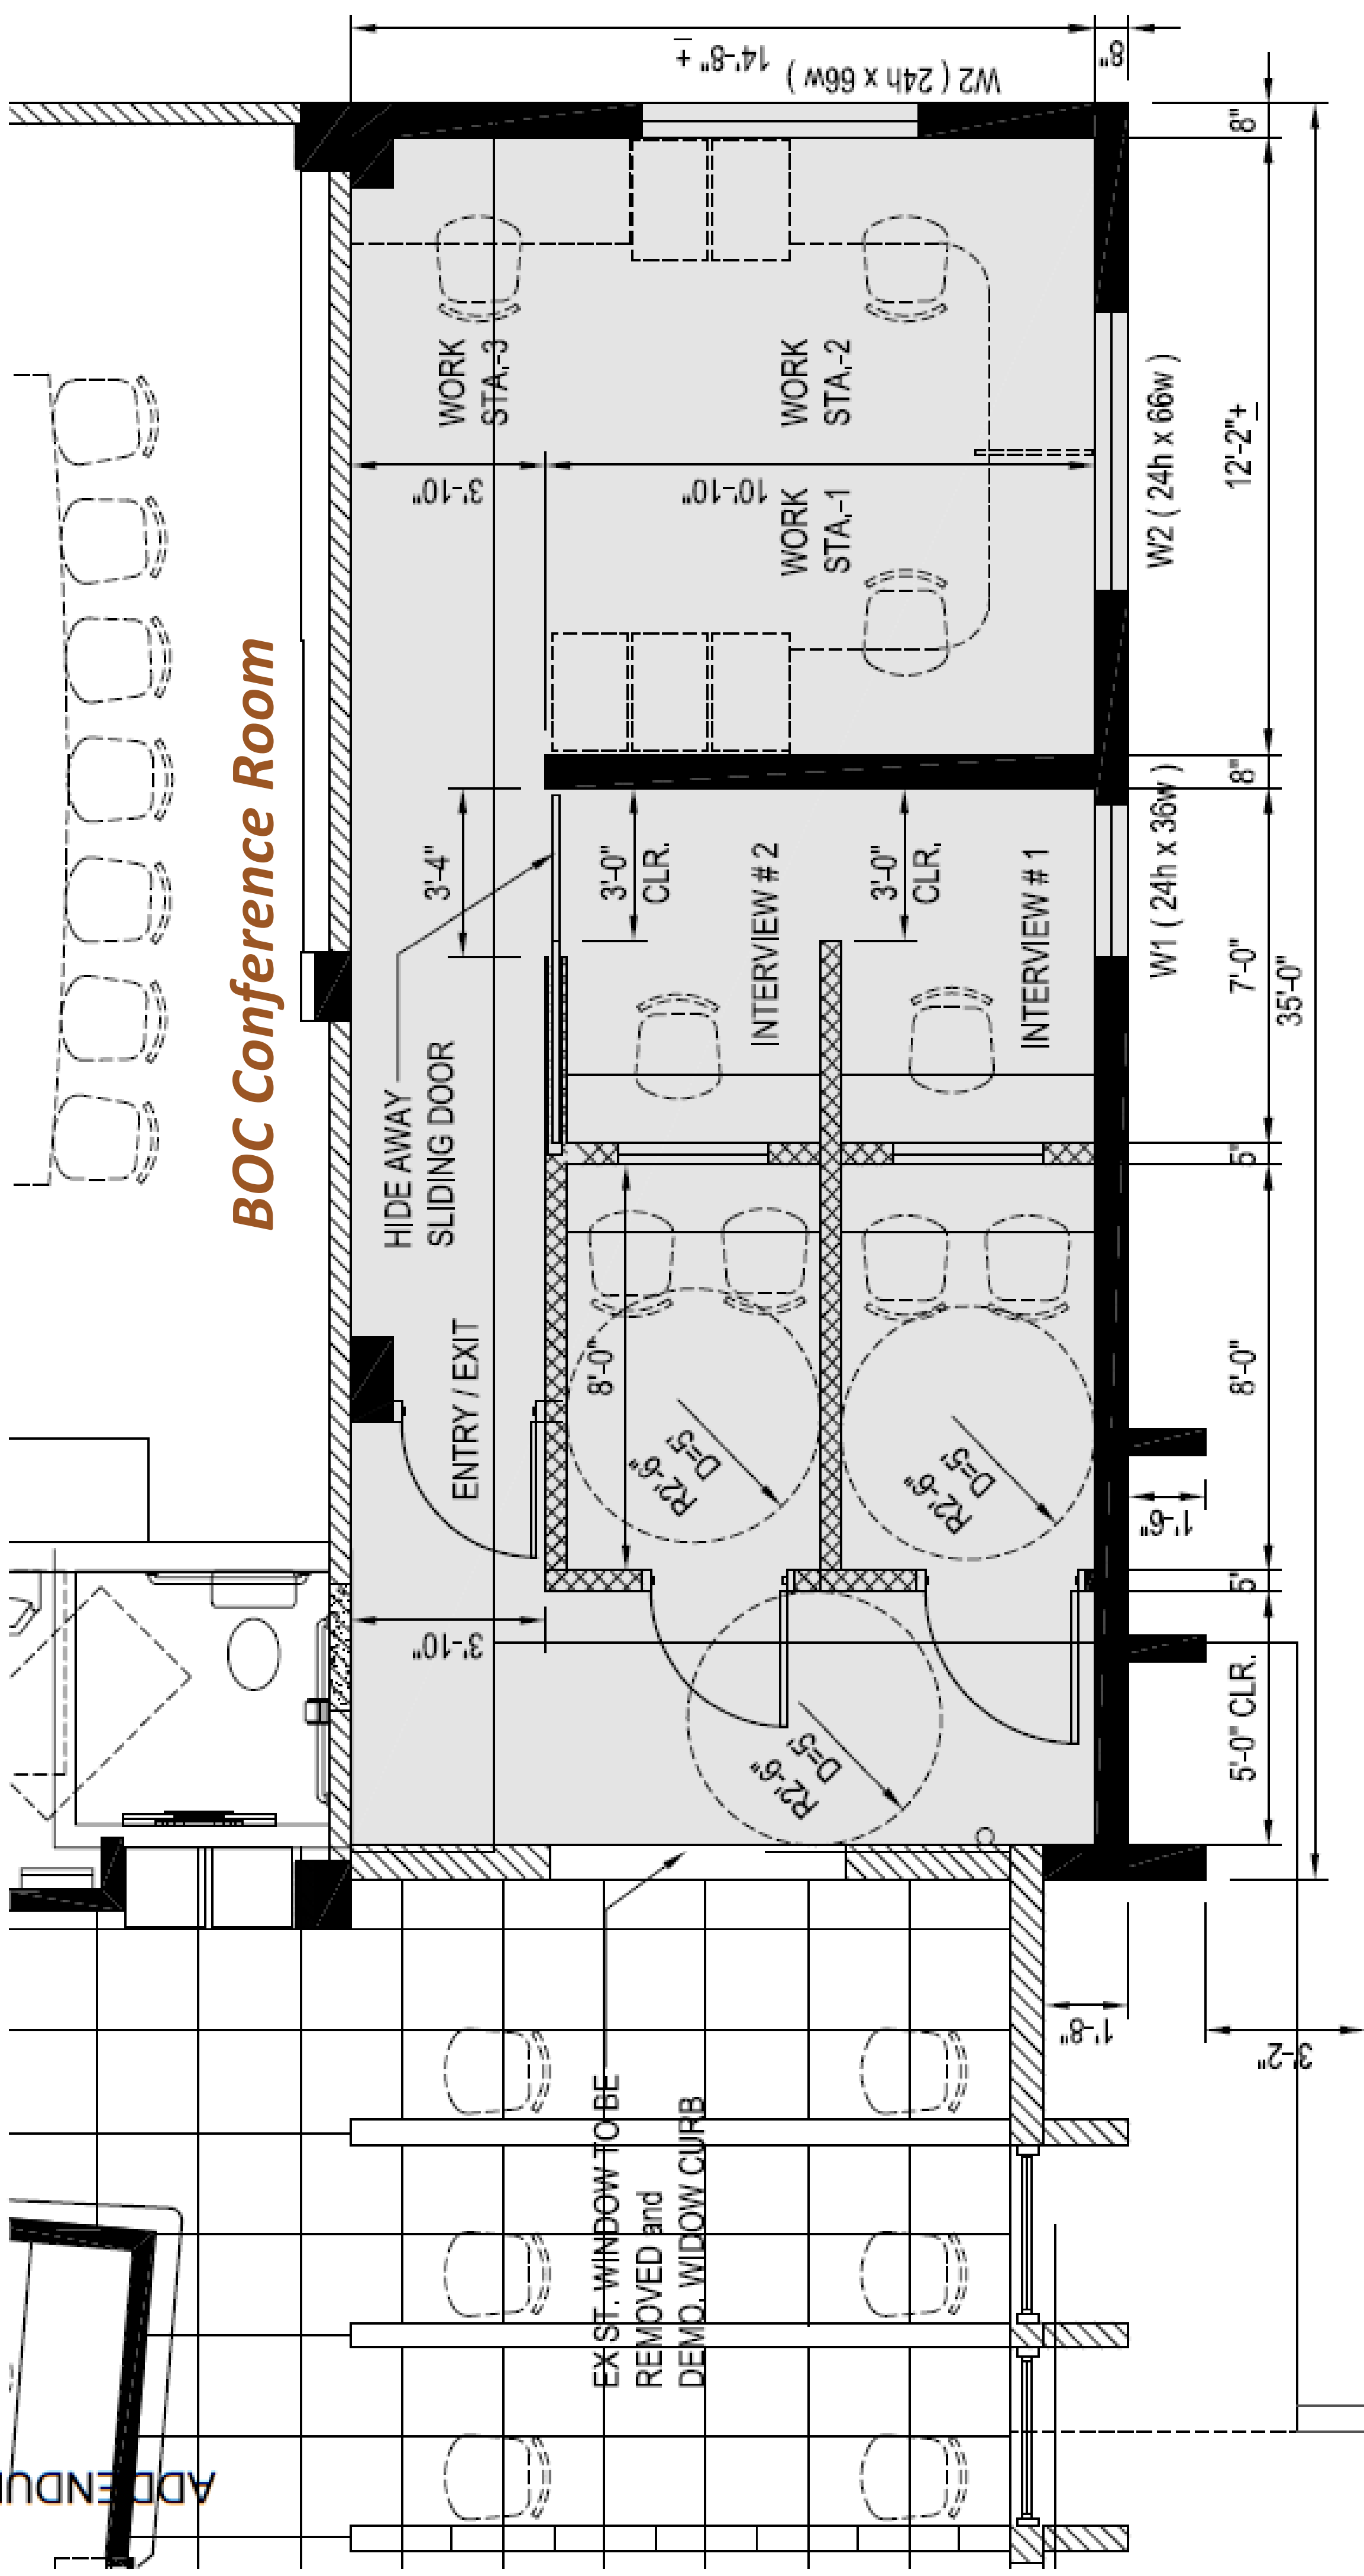 W2 ( 24h x 66w )
14'-8" +
8"
8"
WORK
STA.-3
WORK
STA.-2
3'-10"
10'-10"
WORK
STA.-1
W2 ( 24h x 66w )
12'-2"+
BOC Conference Room
8"
W1 ( 24h x 36w )
3'-4"
3'-0"
CLR.
3'-0"
CLR.
INTERVIEW # 2
INTERVIEW # 1
7'-0"
35'-0"
HIDE AWAY
SLIDING DOOR
5"
ENTRY / EXIT
8'-0"
8'-0"
R2'-6"
D=5'
R2'-6"
D=5'
1'-6"
5'
3'-10"
R2'-6"
D=5'
5'-0" CLR.
1'-8"
3'-2"
EXIST. WINDOW TO BE
REMOVED and
DEMO. WIDOW CURB